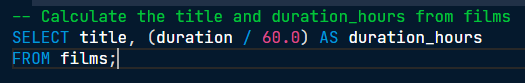 -- Calculate the title and duration_hours from films
SELECT title, (duration / 60.0) AS duration_hours
FROM films;